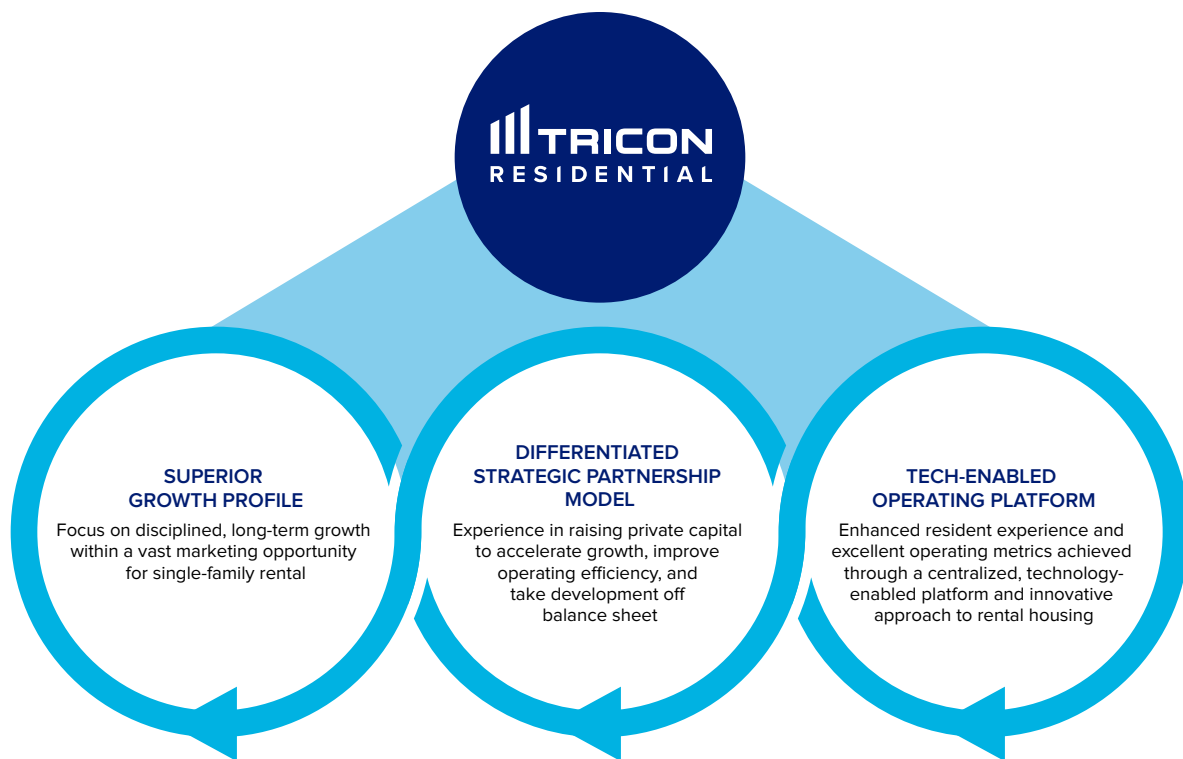 TRICON
RESIDENTIAL
SUPERIOR
GROWTH PROFILE
Focus on disciplined, long-term growth
within a vast marketing opportunity
for single-family rental
DIFFERENTIATED
STRATEGIC PARTNERSHIP
MODEL
Experience in raising private capital
to accelerate growth, improve
operating efficiency, and
take development off
balance sheet
TECH-ENABLED
OPERATING PLATFORM
Enhanced resident experience and
excellent operating metrics achieved
through a centralized, technology-
enabled platform and innovative
approach to rental housing